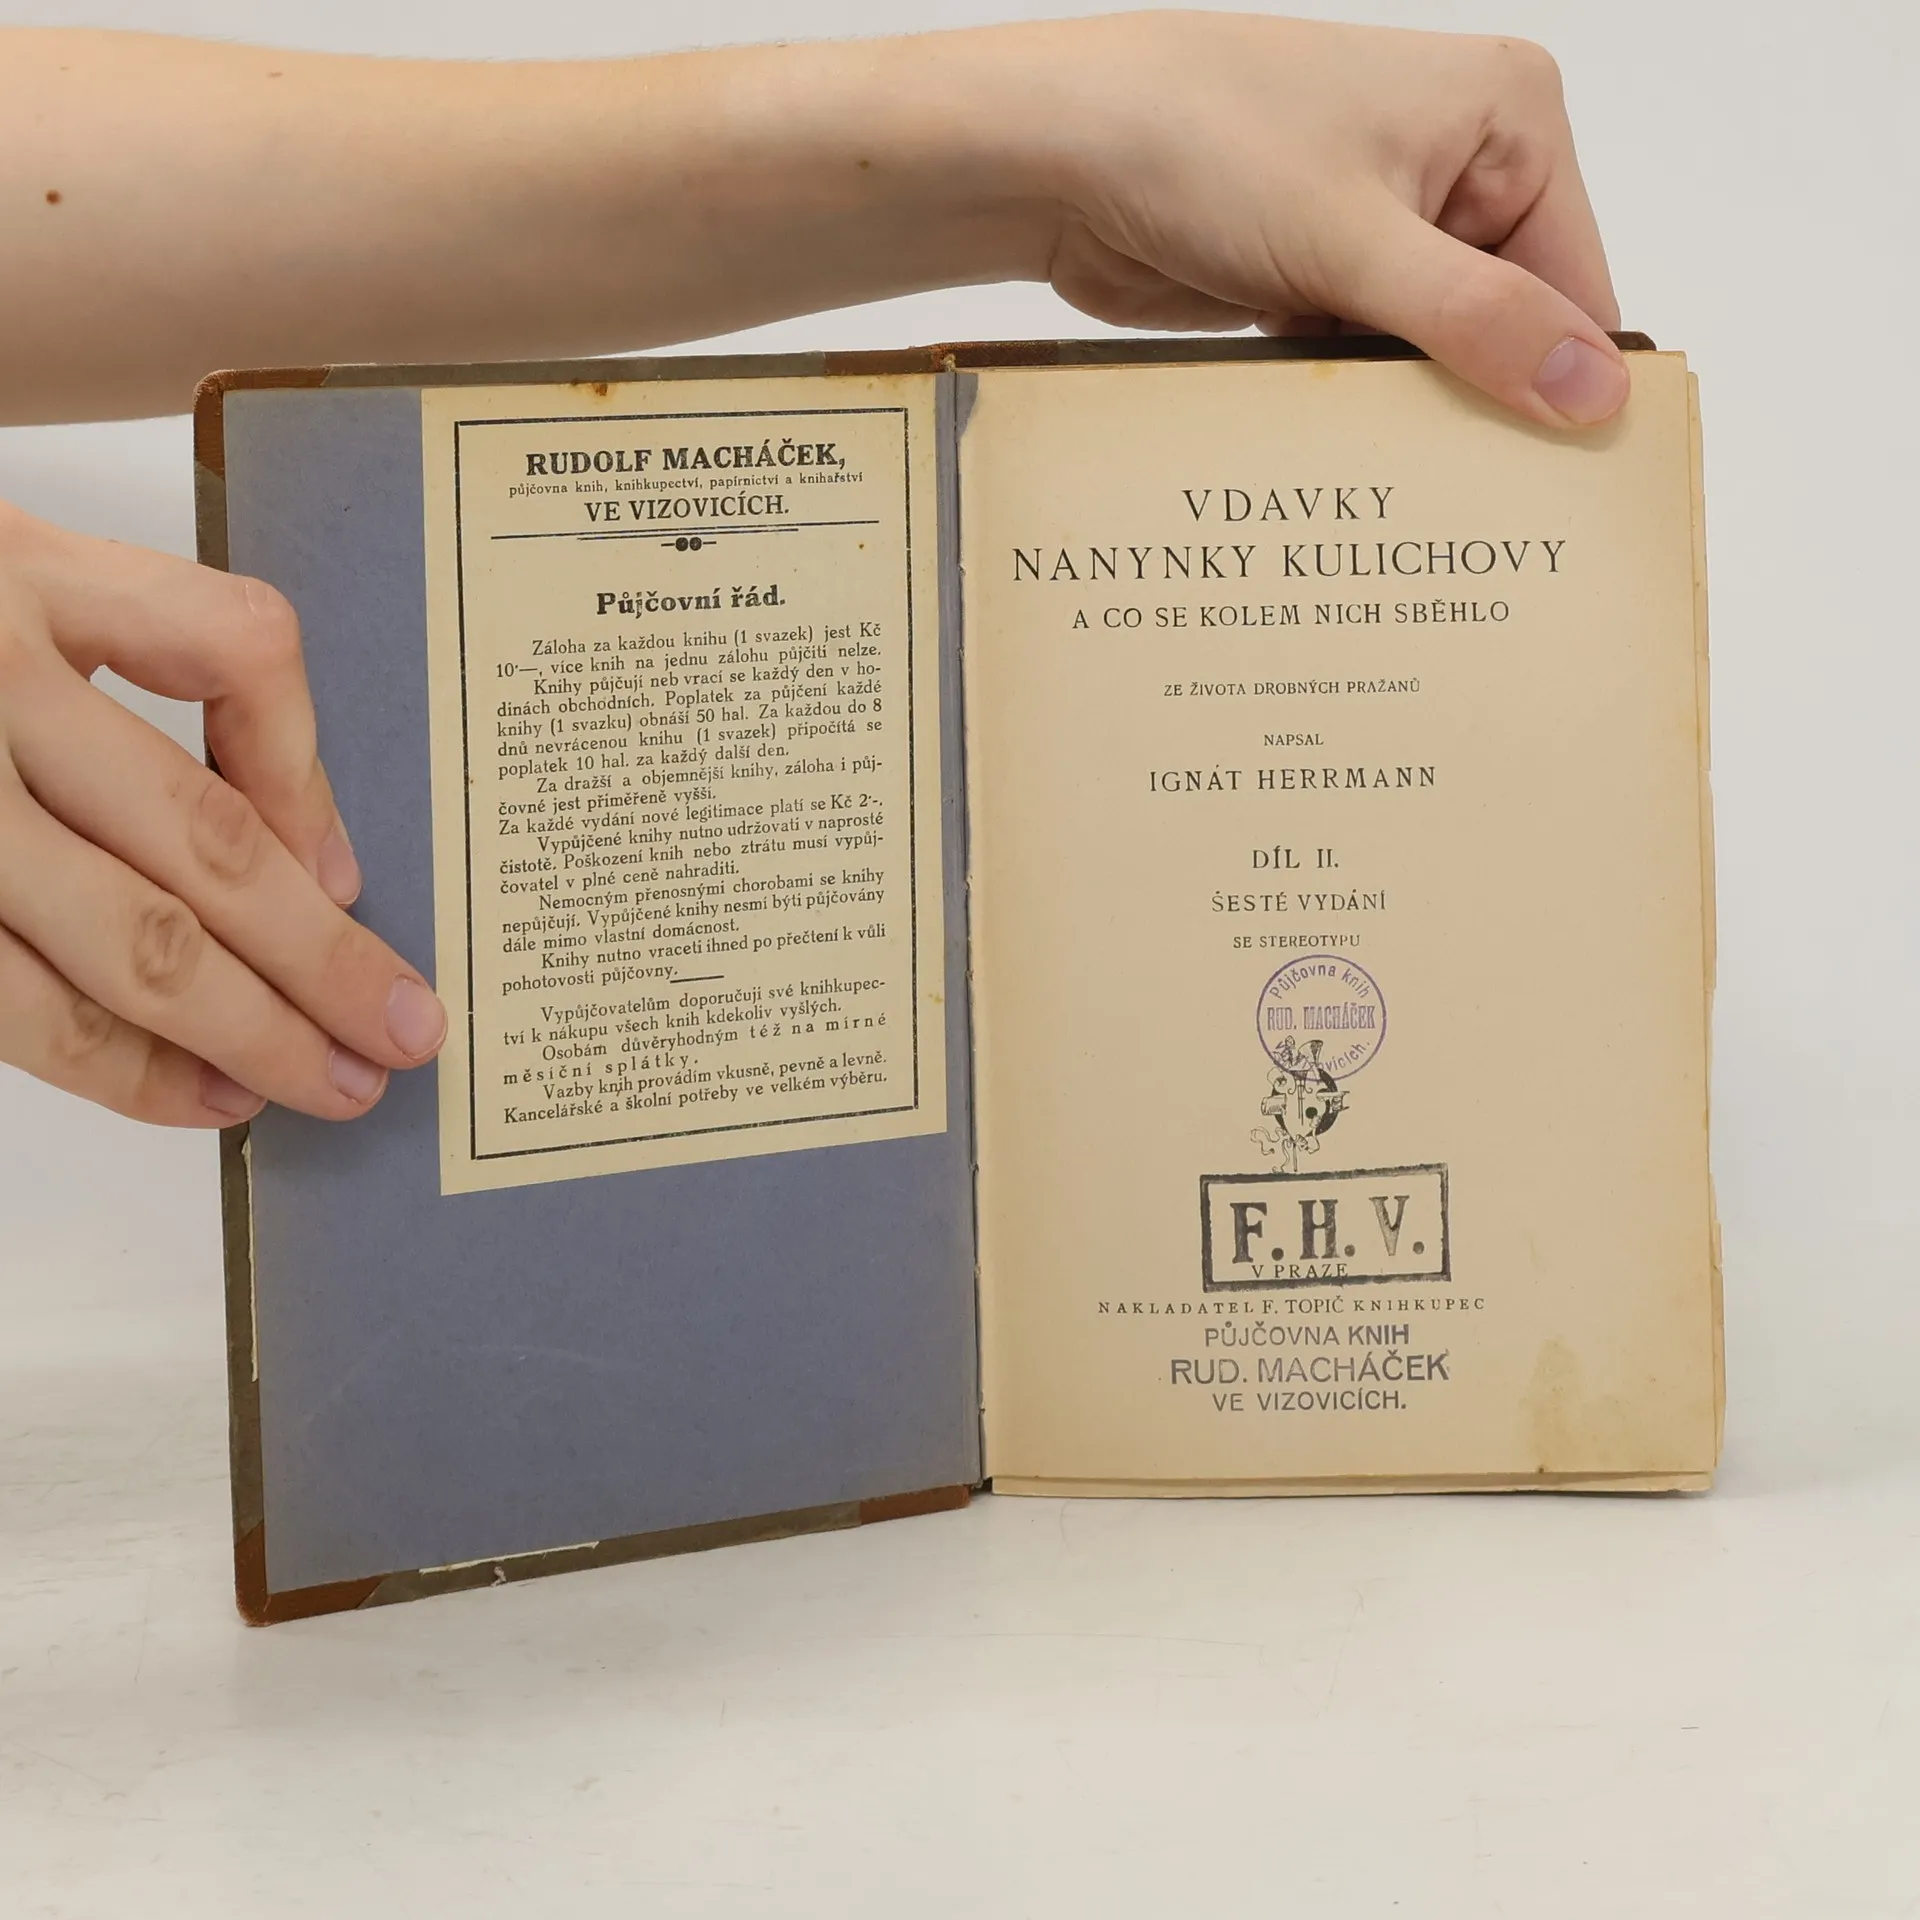 RUDOLF MACHÁČEK,
půjčovna knih, knihkupectví, papírnictví a knihařství
VE VIZOVICÍCH.
Půjčovní řád.
Záloha za každou knihu (1 svazek) jest Kč
10·—, více knih na jednu zálohu půjčiti nelze.
Knihy půjčují neb vrací se každý den v ho-
dinách obchodních. Poplatek za půjčení každé
knihy (1 svazku) obnáší 50 hal. Za každou do 8
dnů nevrácenou knihu (1 svazek) připočítá se
poplatek 10 hal. za každý další den.
Za dražší a objemnější knihy, záloha i půj-
čovné jest přiměřeně vyšší.
Za každé vydání nové legitimace platí se Kč 2·-.
Vypůjčené knihy nutno udržovati v naprosté
čistotě. Poškození knih nebo ztrátu musí vypůj-
čovatel v plné ceně nahraditi.
Nemocným přenosnými chorobami se knihy
nepůjčují. Vypůjčené knihy nesmí býti půjčovány
dále mimo vlastní domácnost.
Knihy nutno vraceti ihned po přečtení k vůli
pohotovosti půjčovny.
Vypůjčovatelům doporučuji své knihkupec-
tví k nákupu všech knih kdekoliv vyšlých.
Osobám důvěryhodným též na mírné
měsíční splátky.
Vazby knih provádím vkusně, pevně a levně.
Kancelářské a školní potřeby ve velkém výběru.
VDAVKY
NANYNKY KULICHOVY
A CO SE KOLEM NICH SBĚHLO
ZE ŽIVOTA DROBNÝCH PRAŽANŮ
NAPSAL
IGNÁT HERRMANN
DÍL II.
ŠESTÉ VYDÁNÍ
SE STEREOTYPU
Půjčovna knih
RUD. MACHÁČEK
ve Vizovicích.
F. H. V.
V PRAZE
NAKLADATEL F. TOPIČ KNIHKUPEC
PŮJČOVNA KNIH
RUD. MACHÁČEK
VE VIZOVICÍCH.